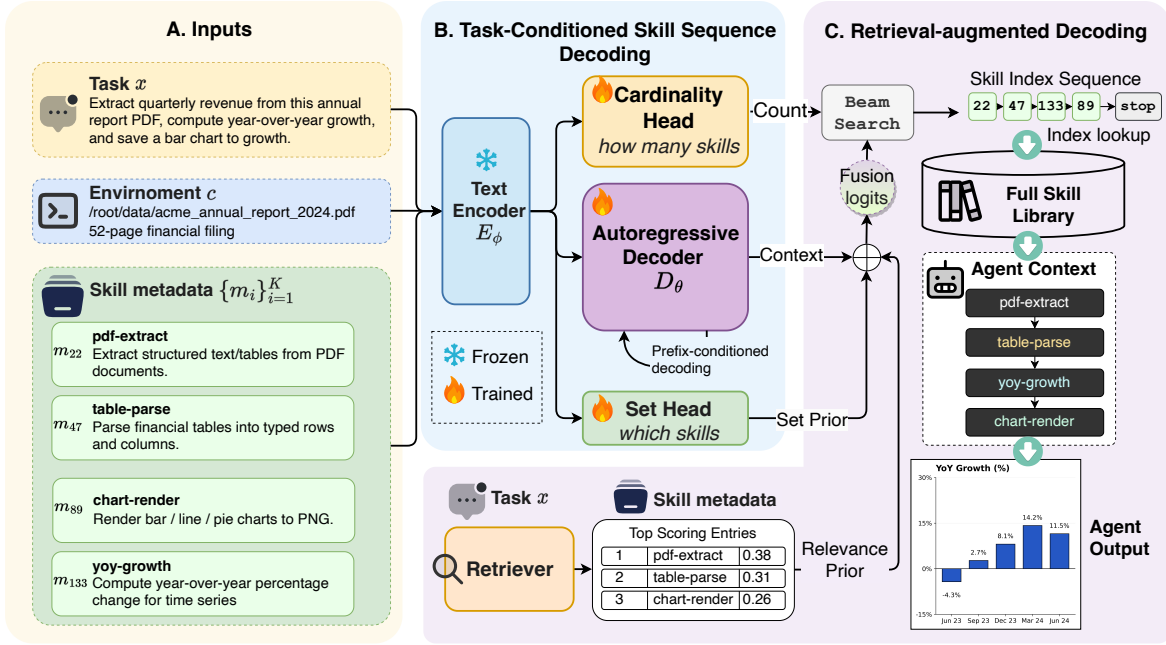 A. Inputs
Task x
Extract quarterly revenue from this annual
report PDF, compute year-over-year growth,
and save a bar chart to growth.
Envirnoment c
/root/data/acme_annual_report_2024.pdf
52-page financial filing
Skill metadata {m_i}_{i=1}^K
m_22
pdf-extract
Extract structured text/tables from PDF
documents.
m_47
table-parse
Parse financial tables into typed rows
and columns.
m_89
chart-render
Render bar / line / pie charts to PNG.
m_133
yoy-growth
Compute year-over-year percentage
change for time series
B. Task-Conditioned Skill Sequence
Decoding
Text
Encoder
E_ϕ
Frozen
Trained
Cardinality
Head
how many skills
Autoregressive
Decoder
D_θ
Prefix-conditioned
decoding
Set Head
which skills
Count
Context
Set Prior
C. Retrieval-augmented Decoding
Beam
Search
Fusion
logits
Skill Index Sequence
22
47
133
89
stop
Index lookup
Full Skill
Library
Agent Context
pdf-extract
table-parse
yoy-growth
chart-render
Task x
Retriever
Skill metadata
Top Scoring Entries
1 pdf-extract 0.38
2 table-parse 0.31
3 chart-render 0.26
Relevance
Prior
YoY Growth (%)
30%
15%
0%
-15%
-4.3%
2.7%
8.1%
14.2%
11.5%
Jun 23 Sep 23 Dec 23 Mar 24 Jun 24
Agent
Output